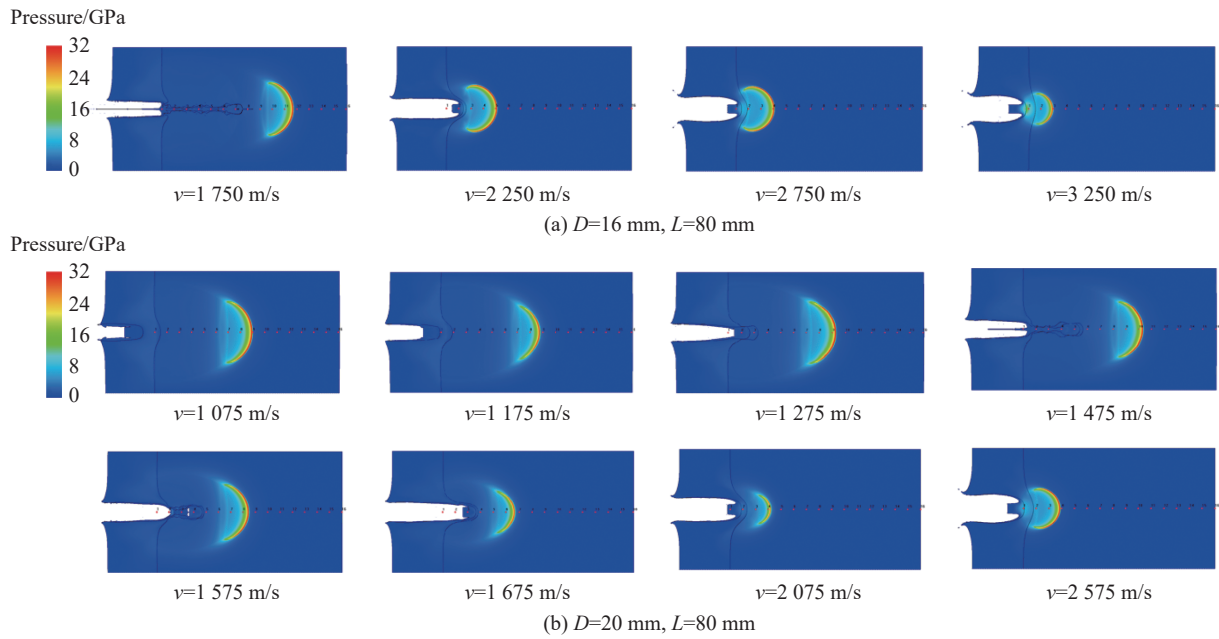 Pressure/GPa
32
24
16
8
0
v=1 750 m/s
v=2 250 m/s
v=2 750 m/s
v=3 250 m/s
(a) D=16 mm, L=80 mm
Pressure/GPa
32
24
16
8
0
v=1 075 m/s
v=1 175 m/s
v=1 275 m/s
v=1 475 m/s
v=1 575 m/s
v=1 675 m/s
v=2 075 m/s
v=2 575 m/s
(b) D=20 mm, L=80 mm